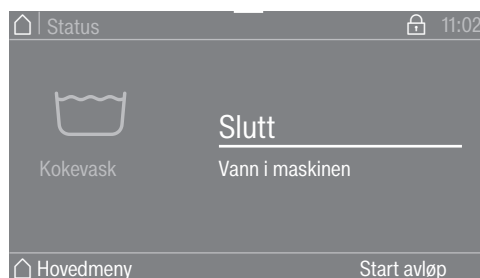 Status 11:02
Slutt
Kokevask
Vann i maskinen
Hovedmeny Start avløp